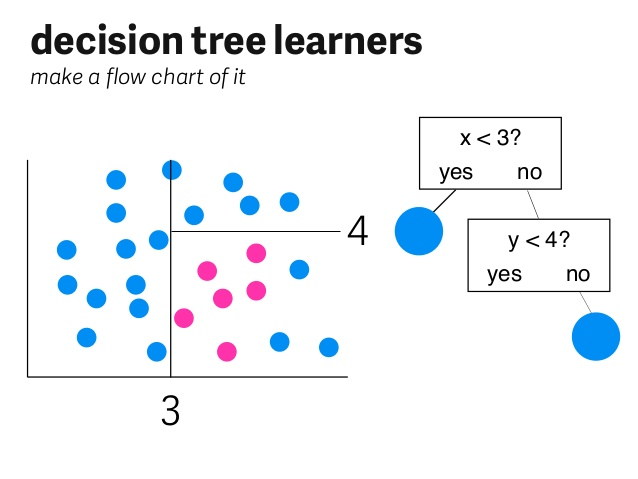 decision tree learners
make a flow chart of it
x < 3?
yes no
4
y < 4?
yes no
3